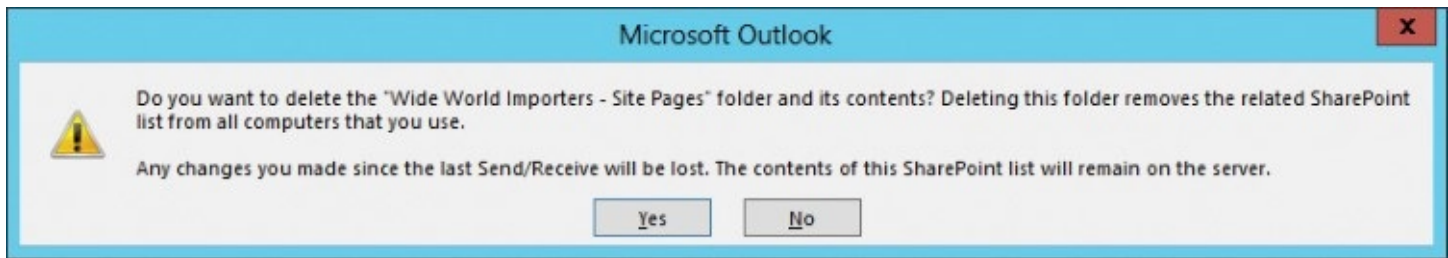 Microsoft Outlook
x
Do you want to delete the "Wide World Importers - Site Pages" folder and its contents? Deleting this folder removes the related SharePoint
list from all computers that you use.
Any changes you made since the last Send/Receive will be lost. The contents of this SharePoint list will remain on the server.
Yes No